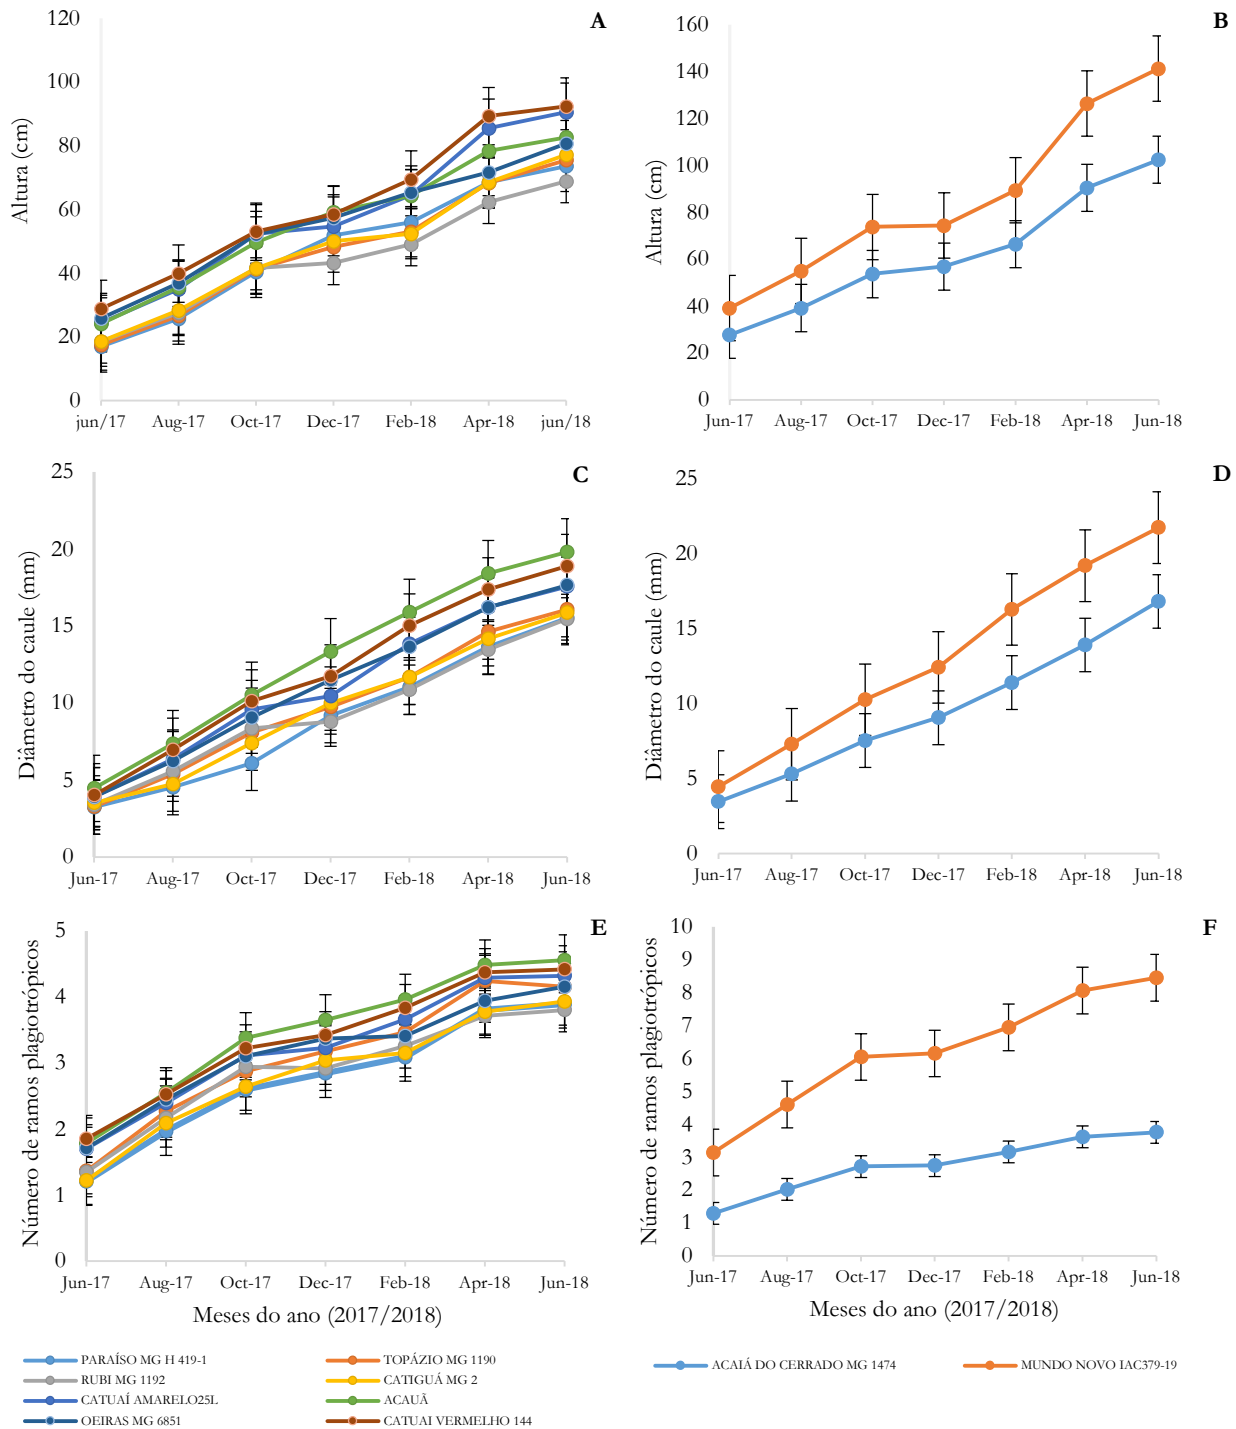 A
Altura (cm)
120
100
80
60
40
20
0
jun/17 Aug-17 Oct-17 Dec-17 Feb-18 Apr-18 jun/18
B
Altura (cm)
160
140
120
100
80
60
40
20
0
Jun-17 Aug-17 Oct-17 Dec-17 Feb-18 Apr-18 Jun-18
C
Diâmetro do caule (mm)
25
20
15
10
5
0
Jun-17 Aug-17 Oct-17 Dec-17 Feb-18 Apr-18 Jun-18
D
Diâmetro do caule (mm)
25
20
15
10
5
0
Jun-17 Aug-17 Oct-17 Dec-17 Feb-18 Apr-18 Jun-18
E
Número de ramos plagiotrópicos
5
4
3
2
1
0
Jun-17 Aug-17 Oct-17 Dec-17 Feb-18 Apr-18 Jun-18
Meses do ano (2017/2018)
F
Número de ramos plagiotrópicos
10
9
8
7
6
5
4
3
2
1
0
Jun-17 Aug-17 Oct-17 Dec-17 Feb-18 Apr-18 Jun-18
Meses do ano (2017/2018)
PARAÍSO MG H 419-1 TOPÁZIO MG 1190
RUBI MG 1192 CATIGUÁ MG 2
CATUAÍ AMARELO25L ACAUÃ
OEIRAS MG 6851 CATUAI VERMELHO 144
ACAIÁ DO CERRADO MG 1474 MUNDO NOVO IAC379-19